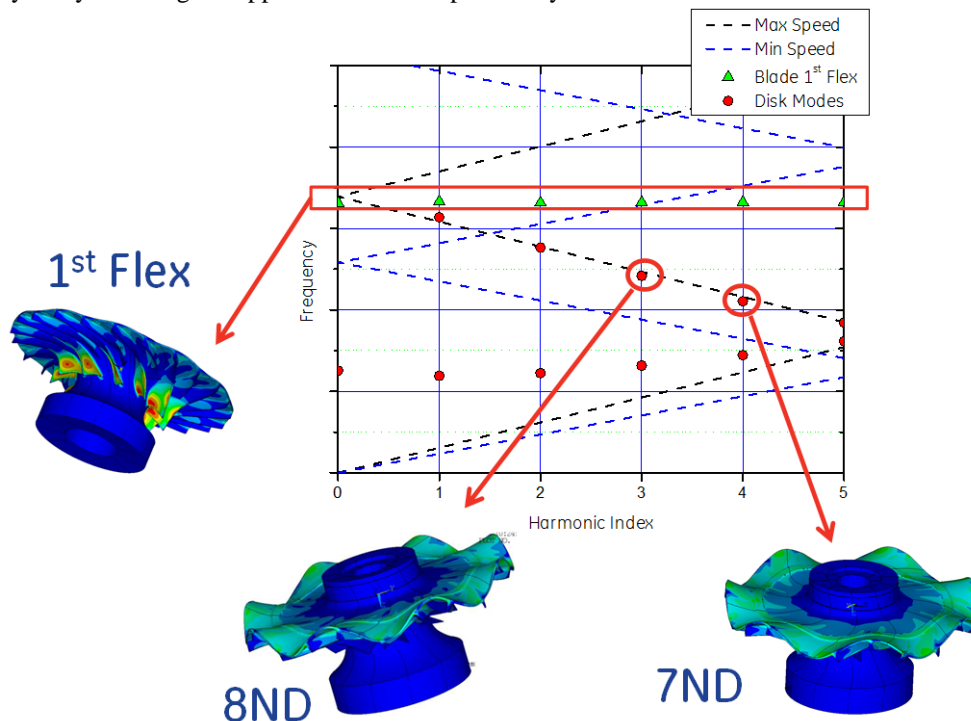 Max Speed
Min Speed
Blade 1st Flex
Disk Modes
1st Flex
Frequency
0 1 2 3 4 5
Harmonic Index
8ND
7ND